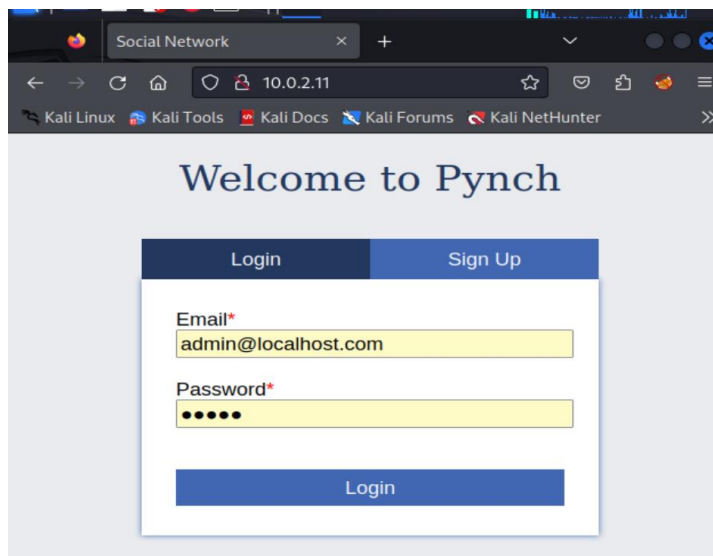 Social Network
10.0.2.11
Kali Linux Kali Tools Kali Docs Kali Forums Kali NetHunter
Welcome to Pynch
Login Sign Up
Email*
admin@localhost.com
Password*
•••••
Login